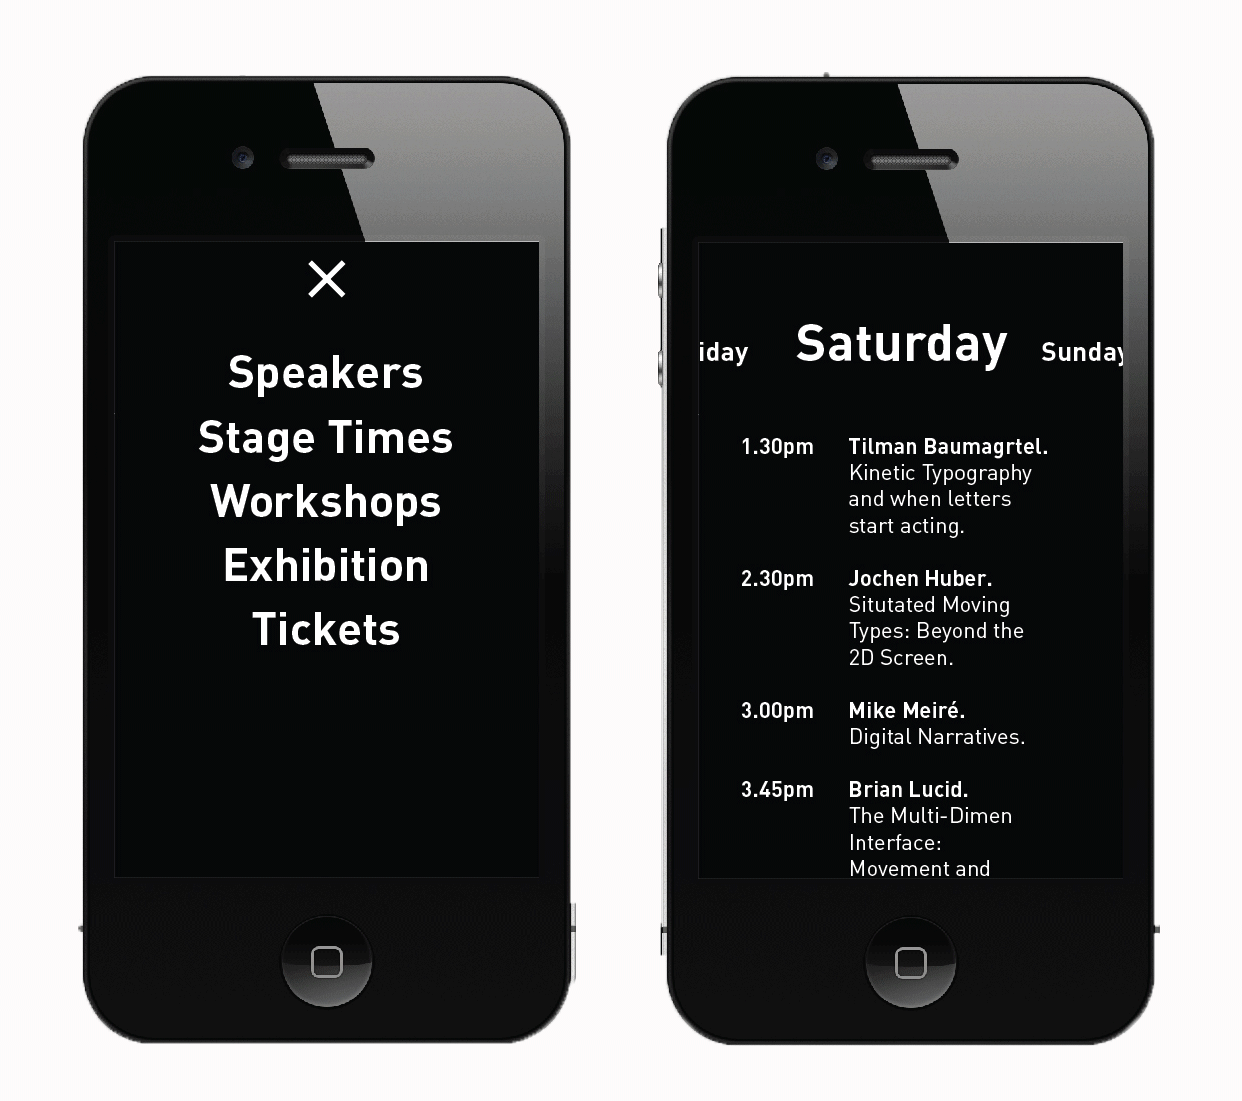 Speakers
Stage Times
Workshops
Exhibition
Tickets
iday Saturday Sunday
1.30pm Tilman Baumagrtel.
Kinetic Typography
and when letters
start acting.
2.30pm Jochen Huber.
Situtated Moving
Types: Beyond the
2D Screen.
3.00pm Mike Meiré.
Digital Narratives.
3.45pm Brian Lucid.
The Multi-Dimen
Interface:
Movement and